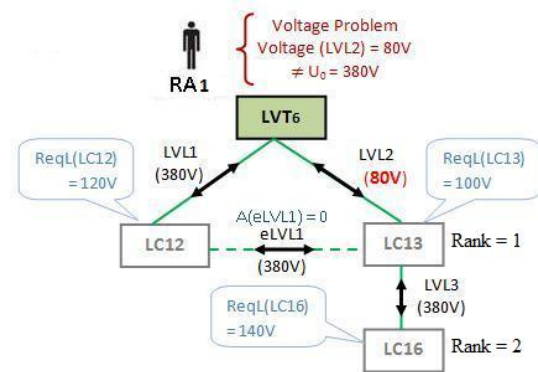 Voltage Problem
Voltage (LVL2) = 80V
≠ U₀ = 380V
RA1
LVT6
ReqL(LC12)
= 120V
LVL1
(380V)
LVL2
(80V)
ReqL(LC13)
= 100V
A(eLVL1) = 0
LC12
eLVL1
(380V)
LC13
Rank = 1
LVL3
(380V)
ReqL(LC16)
= 140V
LC16
Rank = 2